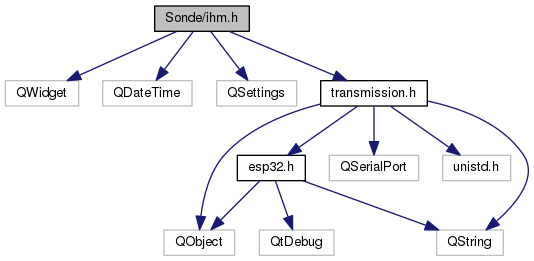 Sonde/ihm.h
QWidget
QDateTime
QSettings
transmission.h
esp32.h
QSerialPort
unistd.h
QObject
QtDebug
QString